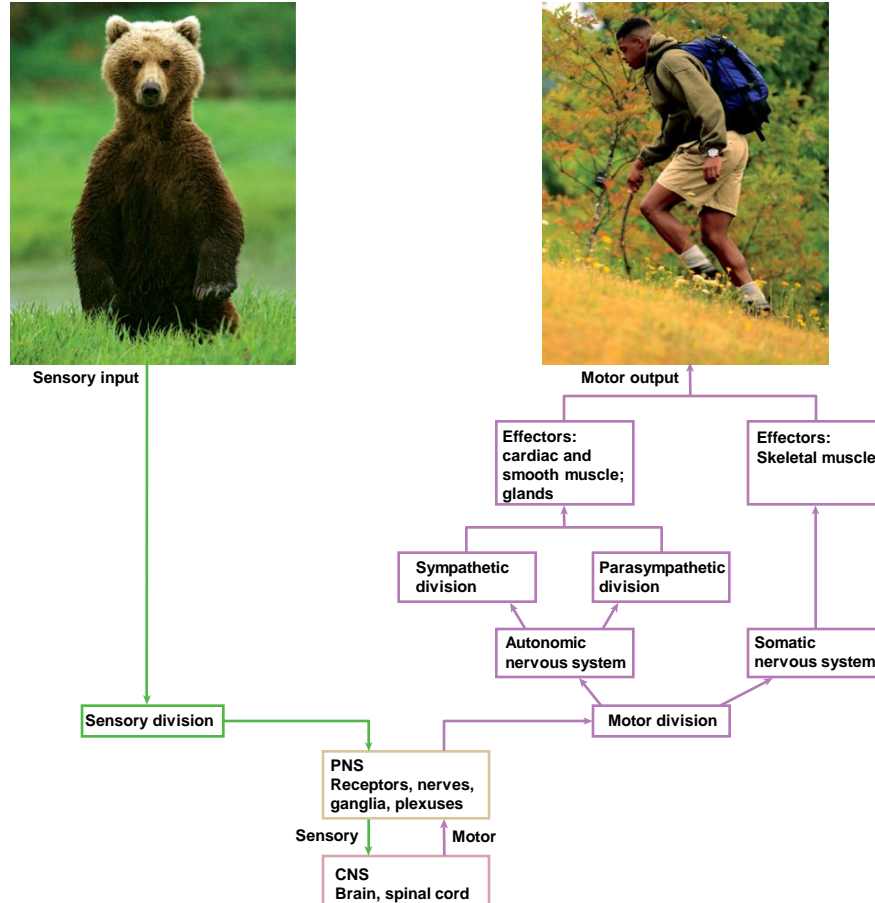 Sensory input
Motor output
Effectors:
cardiac and
smooth muscle;
glands
Effectors:
Skeletal muscle
Sympathetic
division
Parasympathetic
division
Autonomic
nervous system
Somatic
nervous system
Sensory division
Motor division
PNS
Receptors, nerves,
ganglia, plexuses
Sensory
Motor
CNS
Brain, spinal cord